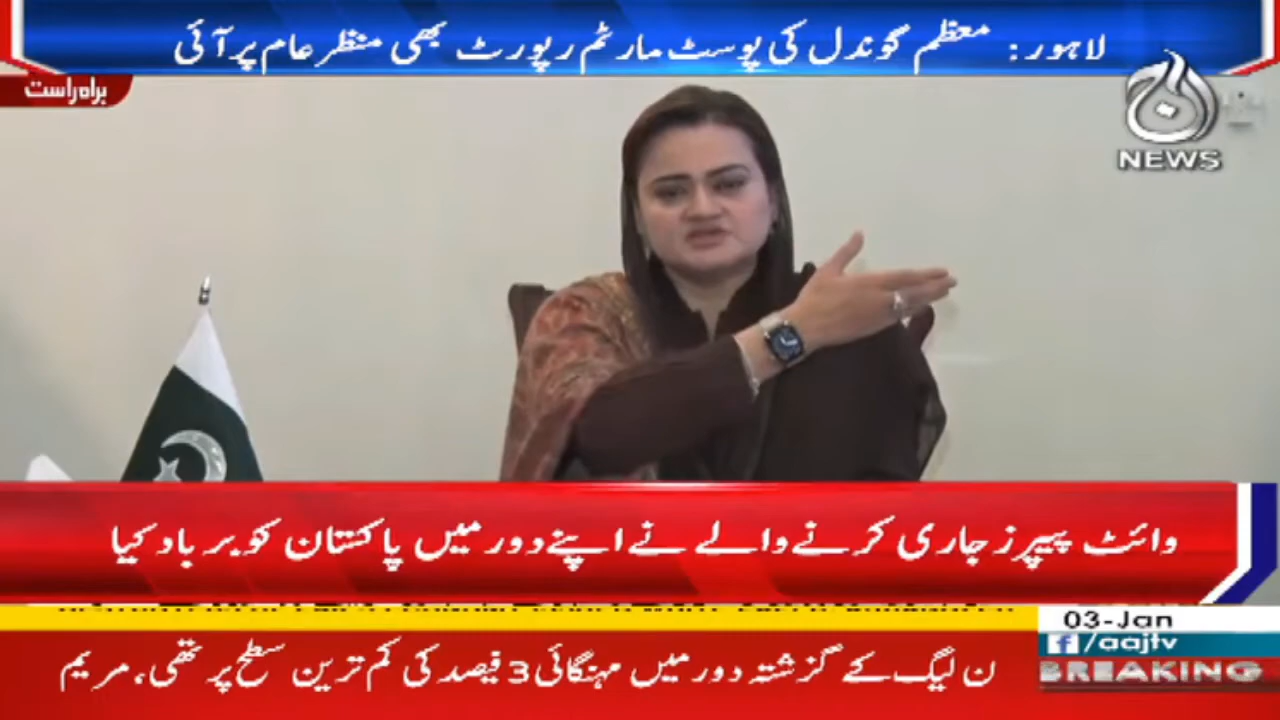 لاہور: معظم گوندل کی پوسٹ مارٹم رپورٹ بھی منظر عام پر آئی
براہ راست
آج
NEWS
وائٹ پیپرز جاری کرنے والے نے اپنے دور میں پاکستان کو برباد کیا
03-Jan
/aajtv
BREAKING
ن لیگ کے گزشتہ دور میں مہنگائی 3 فیصد کی کم ترین سطح پر تھی، مریم